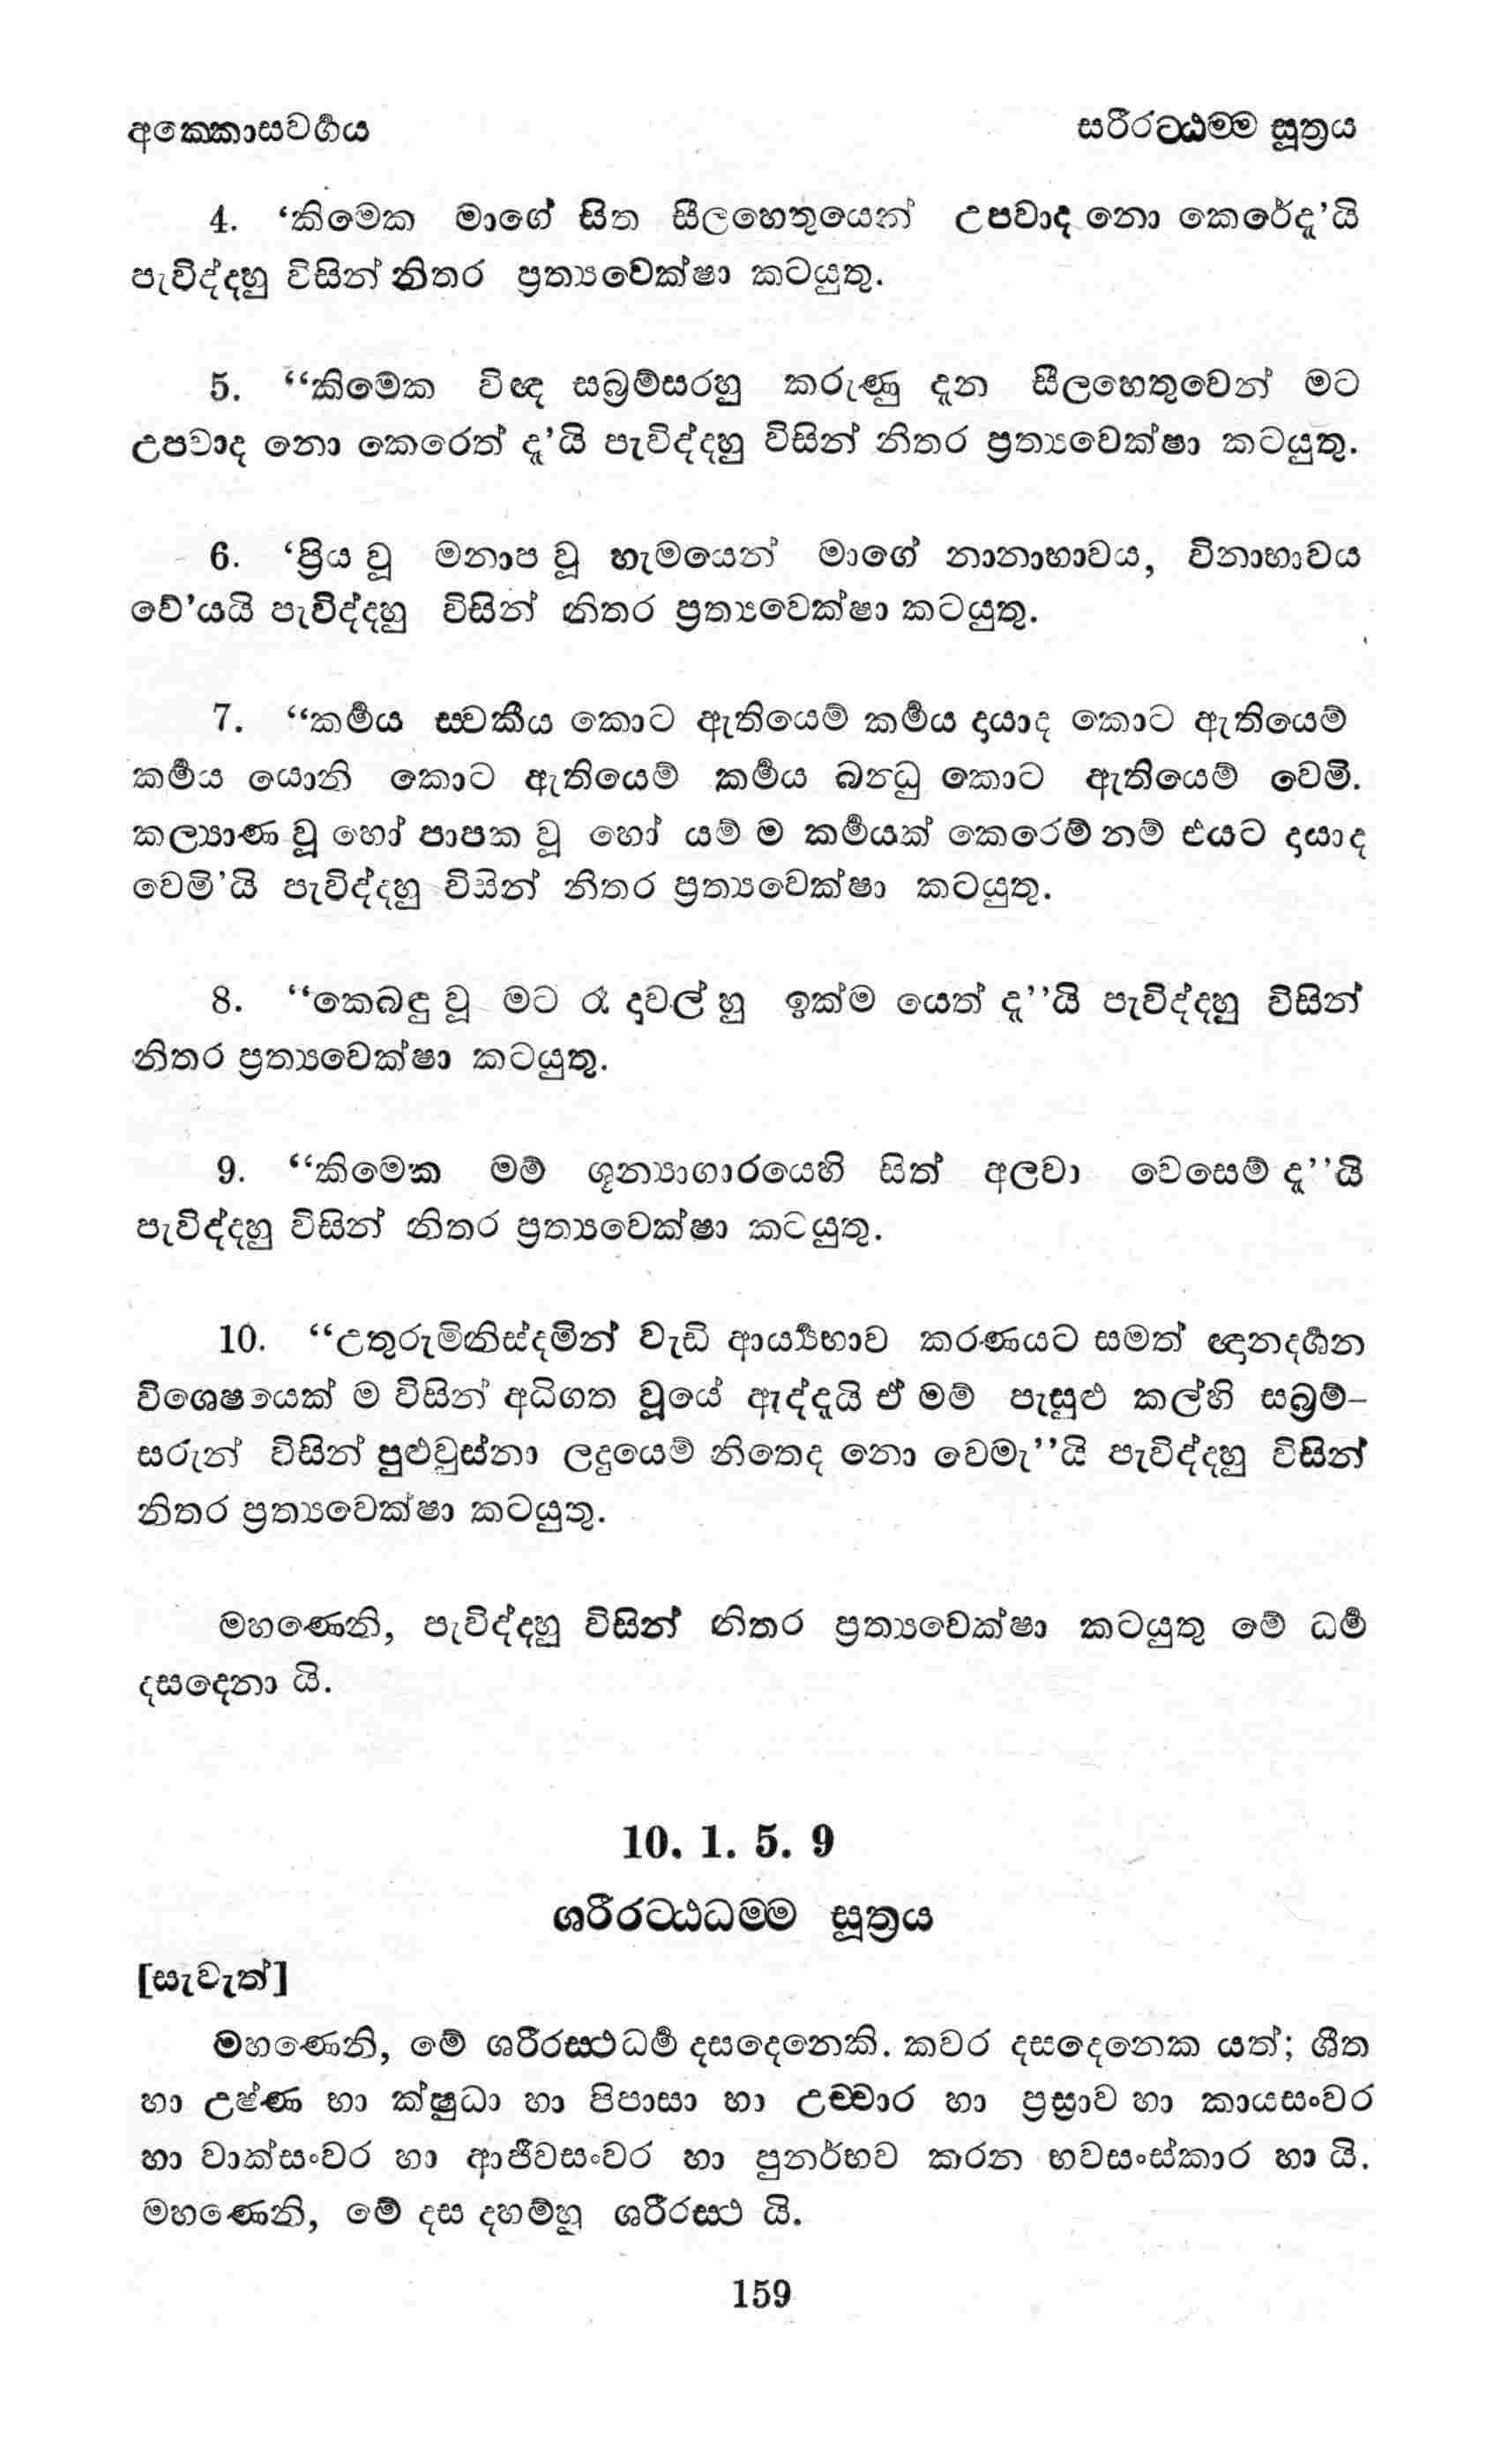 අක්‍කොසවර්‍ගය
සරීරට්‍ඨම්‍ම සූත්‍රය
4. ‘කිමෙක මාගේ සිත සීලහෙතුයෙන් උපවාද නො කෙරේදැ’යි
පැවිද්දහු විසින් නිතර ප්‍රත්‍යවෙක්ෂා කටයුතු.
5. “කිමෙක විඥ සබ්‍රම්සරහු කරුණු දැන සීලහෙතුවෙන් මට
උපවාද නො කෙරෙත් දැ’යි පැවිද්දහු විසින් නිතර ප්‍රත්‍යවෙක්ෂා කටයුතු.
6. ‘ප්‍රිය වූ මනාප වූ හැමයෙන් මාගේ නානාභාවය, විනාභාවය
වේ’යයි පැවිද්දහු විසින් නිතර ප්‍රත්‍යවෙක්ෂා කටයුතු.
7. “කර්‍මය ස්‍වකීය කොට ඇතියෙම් කර්‍මය දායාද කොට ඇතියෙම්
කර්‍මය යොනි කොට ඇතියෙම් කර්‍මය බන්‍ධු කොට ඇතියෙම් වෙමි.
කල්‍යාණ වූ හෝ පාපක වූ හෝ යම් ම කර්‍මයක් කෙරෙම් නම් එයට දායාද
වෙමි’යි පැවිද්දහු විසින් නිතර ප්‍රත්‍යවෙක්ෂා කටයුතු.
8. “කෙබඳු වූ මට රෑ දාවල් හු ඉක්ම යෙත් දැ”යි පැවිද්දහු විසින්
නිතර ප්‍රත්‍යවෙක්ෂා කටයුතු.
9. “කිමෙක මම් ශූන්‍යාගාරයෙහි සිත් අලවා වෙසෙම් දැ”යි
පැවිද්දහු විසින් නිතර ප්‍රත්‍යවෙක්ෂා කටයුතු.
10. “උතුරුමිනිස්දමින් වැඩි ආර්‍ය්‍යභාව කරණයට සමත් ඥානදර්‍ශන
විශෙෂයෙක් ම විසින් අධිගත වූයේ ඇද්දැයි ඒ මම් පැසුළු කල්හි සබ්‍රම්-
සරුන් විසින් පුළුවුස්නා ලදුයෙම් නිතෙද නො වෙමැ”යි පැවිද්දහු විසින්
නිතර ප්‍රත්‍යවෙක්ෂා කටයුතු.
මහණෙනි, පැවිද්දහු විසින් නිතර ප්‍රත්‍යවෙක්ෂා කටයුතු මේ ධර්‍ම
දසදෙනා යි.
10. 1. 5. 9
ශරීරට්‍ඨධම්‍ම සූත්‍රය
[සැවැත්]
මහණෙනි, මේ ශරීරස්‍ථධර්‍ම දසදෙනෙකි. කවර දසදෙනෙක යත්; ශීත
හා උෂ්ණ හා ක්ෂුධා හා පිපාසා හා උච්‍චාර හා ප්‍රස්‍රාව හා කායසංවර
හා වාක්සංවර හා ආජීවසංවර හා පුනර්භව කරන භවසංස්කාර හා යි.
මහණෙනි, මේ දස දහම්හු ශරීරස්‍ථ යි.
159